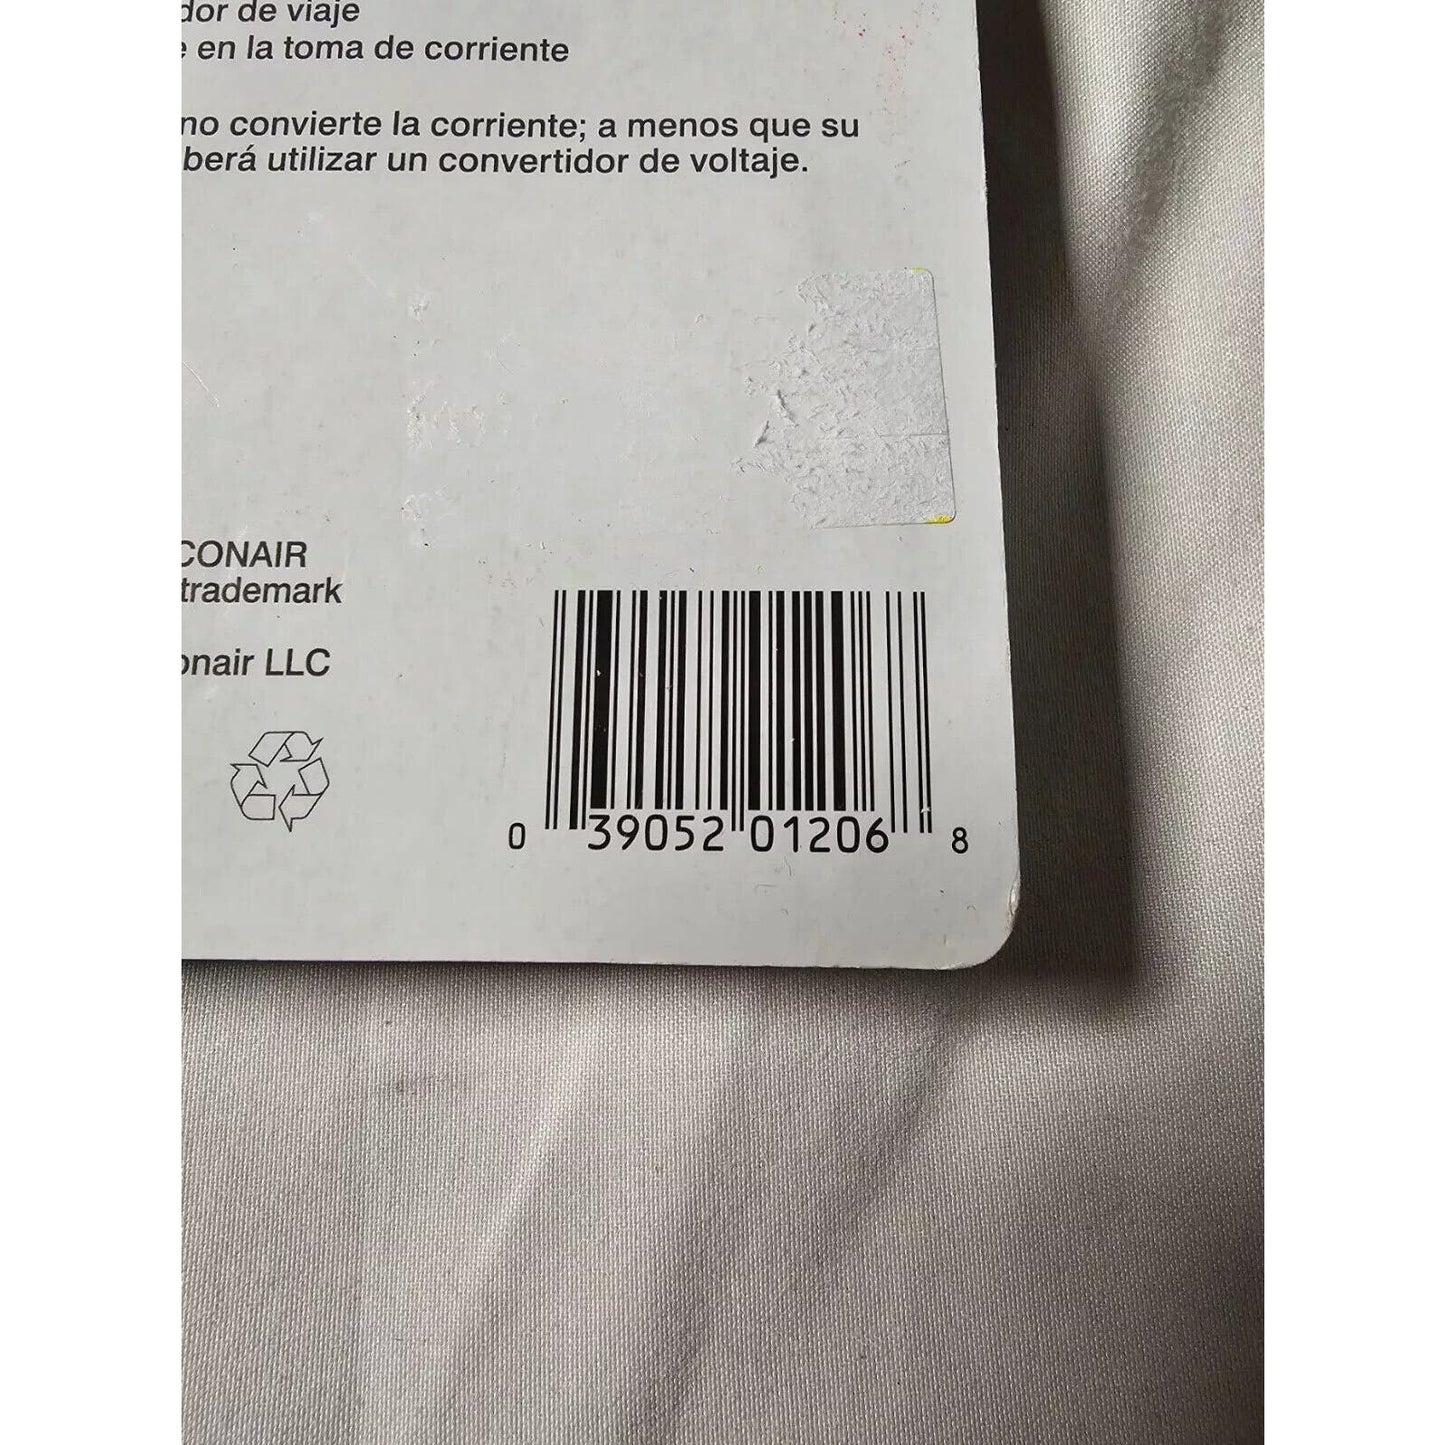 dor de viaje
en la toma de corriente
no convierte la corriente; a menos que su
berá utilizar un convertidor de voltaje.
CONAIR
trademark
onair LLC
0 39052 01206 8